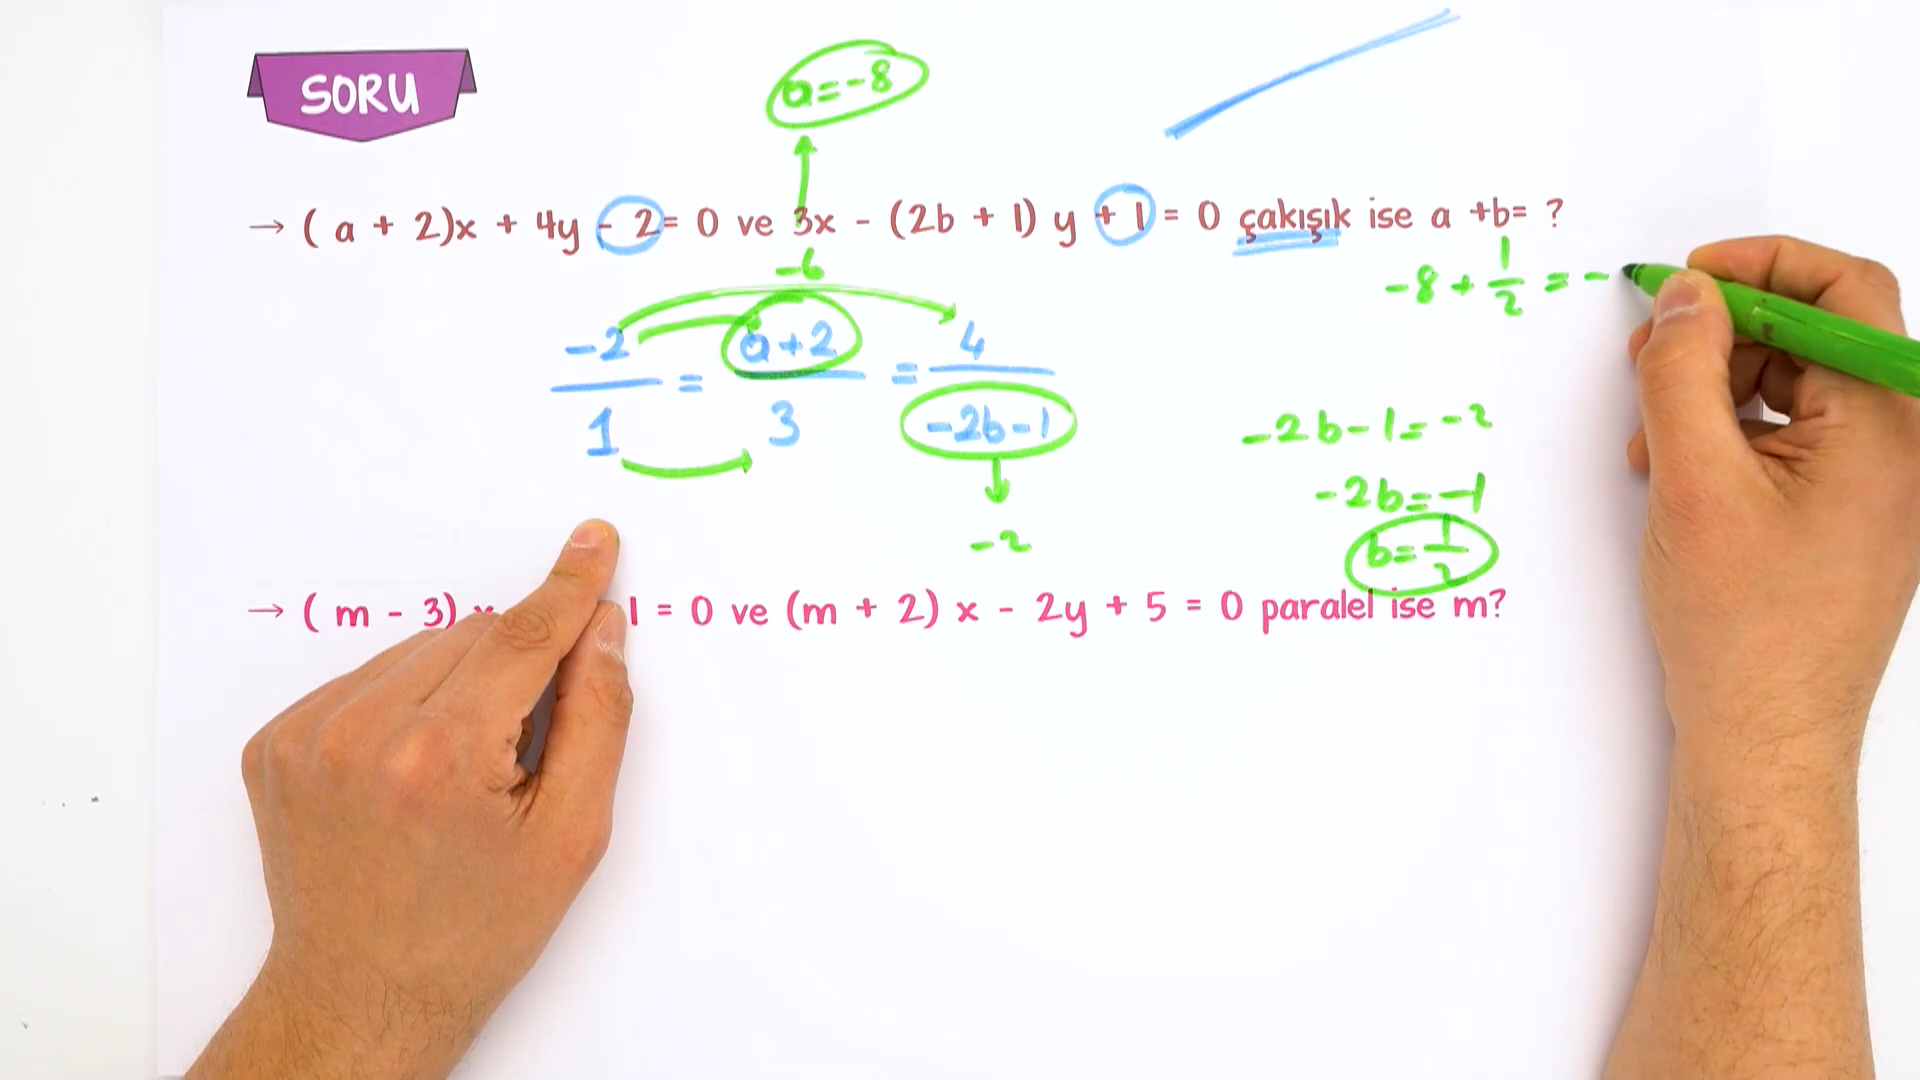 SORU
a=-8
→ ( a + 2)x + 4y - 2 = 0 ve 3x - (2b + 1) y + 1 = 0 çakışık ise a +b= ?
-8 + 1/2 = -
-6
-2/1 = a+2/3 = 4/-2b-1
-2
-2b-1=-2
-2b=-1
b=1/2
→ ( m - 3) 1 = 0 ve (m + 2) x - 2y + 5 = 0 paralel ise m?